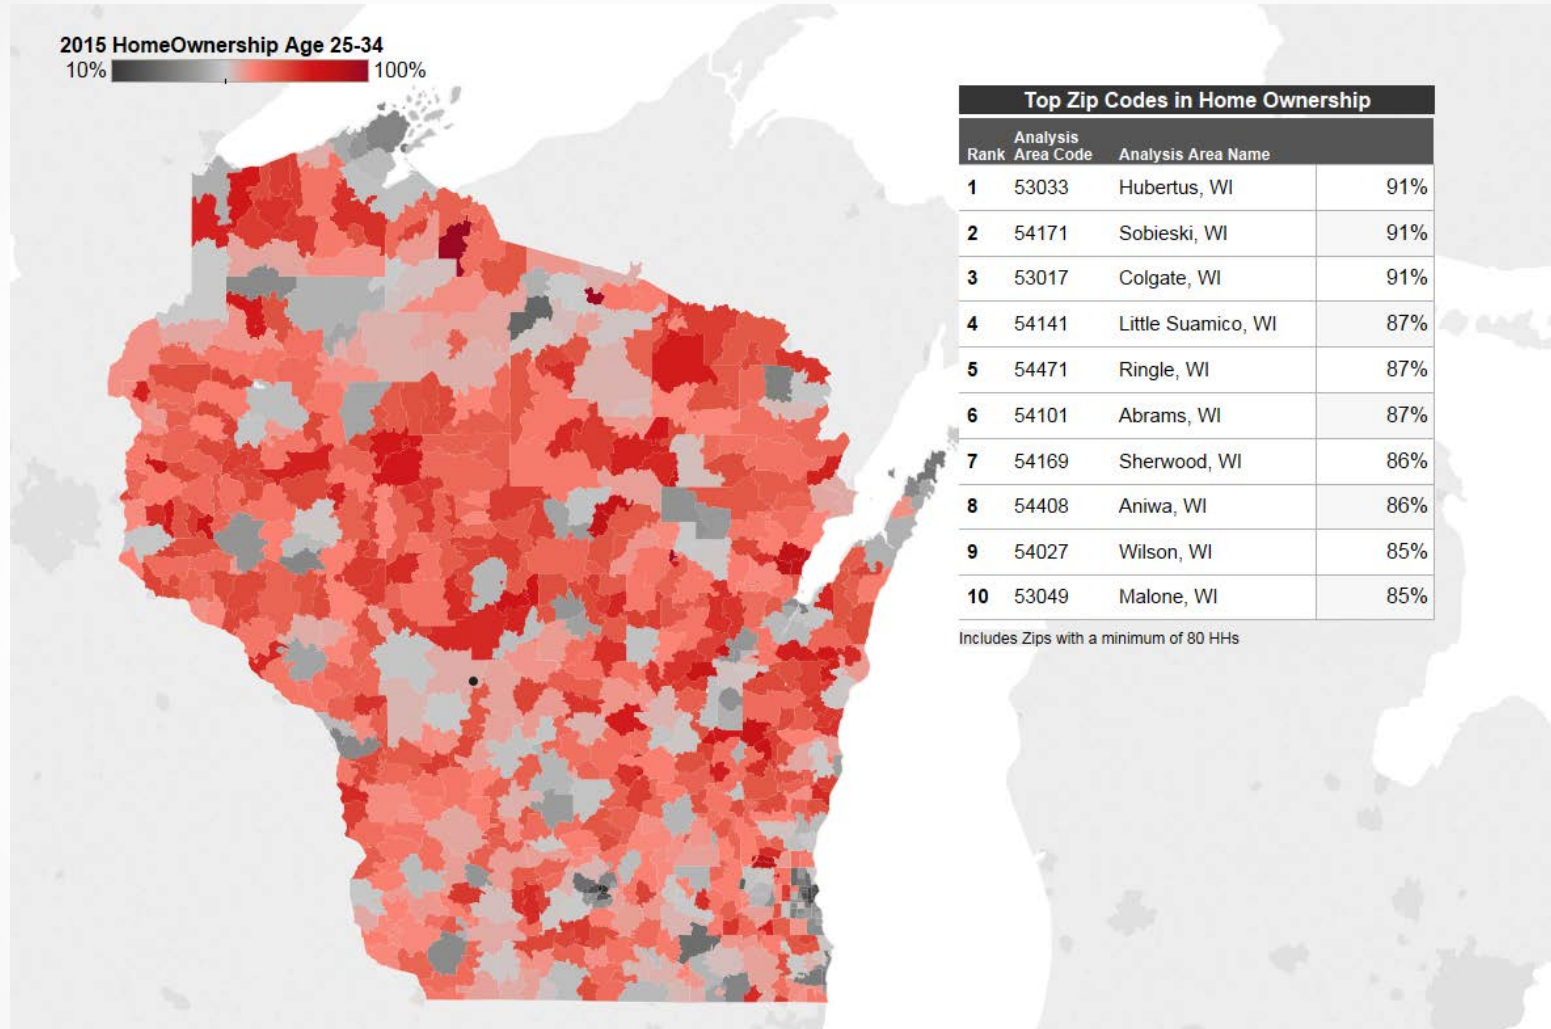 2015 HomeOwnership Age 25-34
10% 100%
Top Zip Codes in Home Ownership
Rank Analysis Area Code Analysis Area Name
1 53033 Hubertus, WI 91%
2 54171 Sobieski, WI 91%
3 53017 Colgate, WI 91%
4 54141 Little Suamico, WI 87%
5 54471 Ringle, WI 87%
6 54101 Abrams, WI 87%
7 54169 Sherwood, WI 86%
8 54408 Aniwa, WI 86%
9 54027 Wilson, WI 85%
10 53049 Malone, WI 85%
Includes Zips with a minimum of 80 HHs